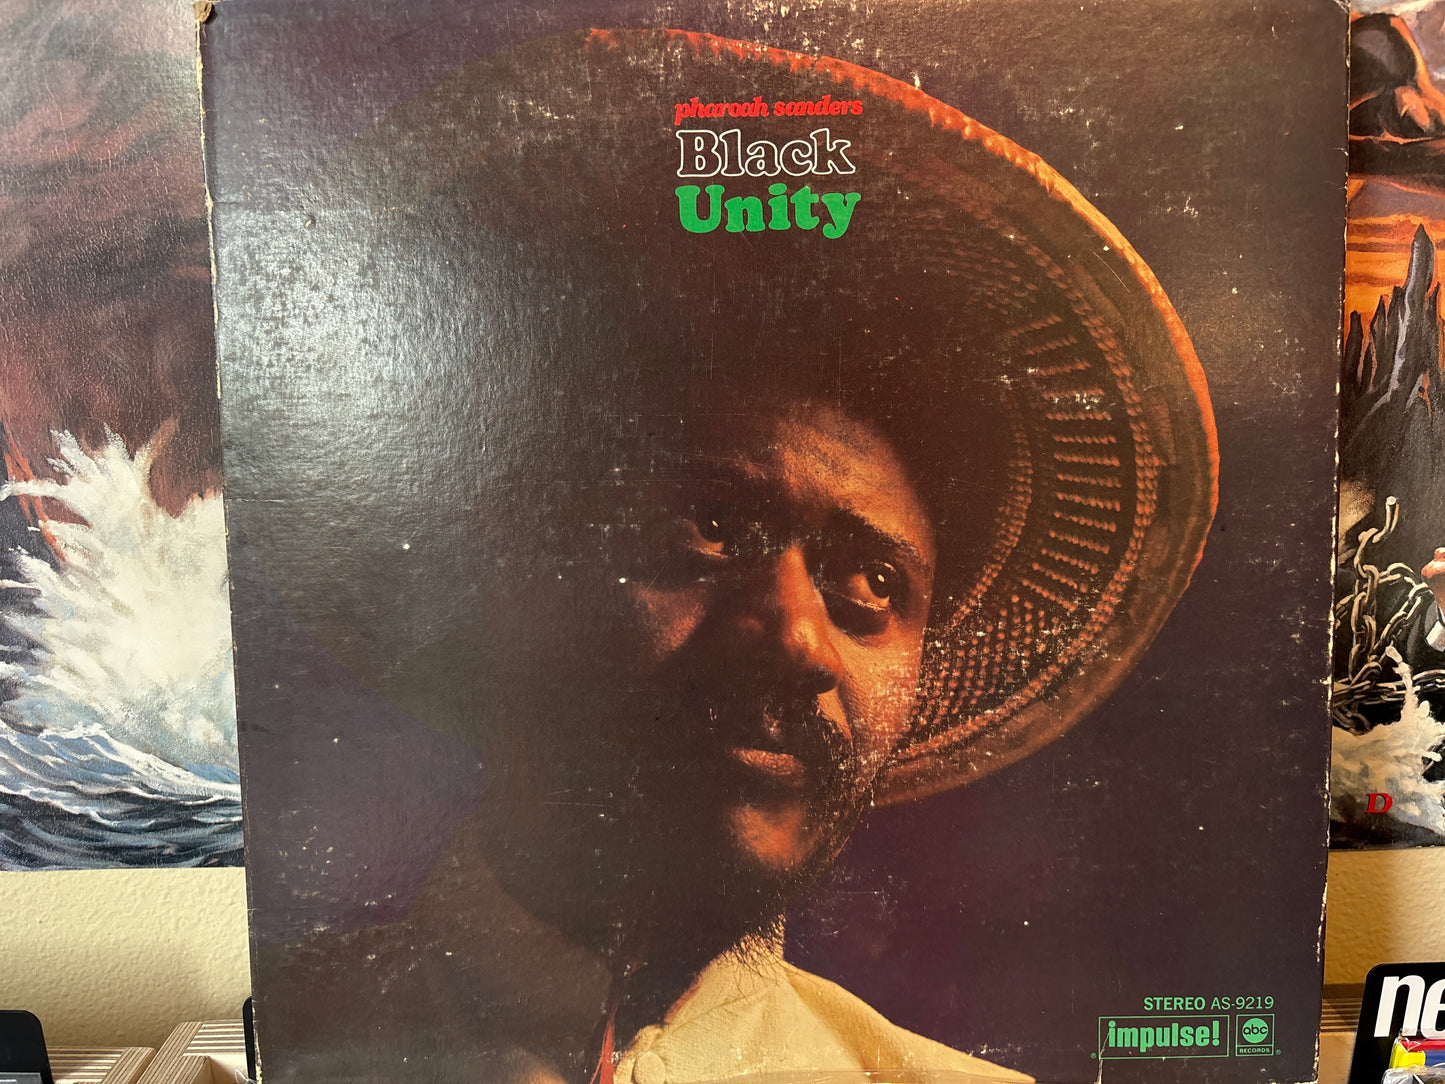 pharoah sanders
Black
Unity
STEREO AS-9219
impulse!
abc
RECORDS
D
ne